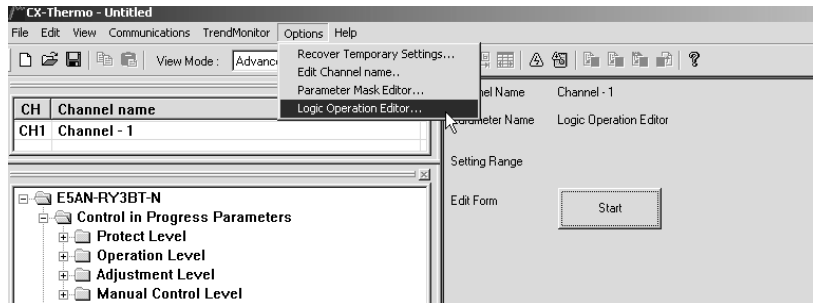 CX-Thermo - Untitled
File Edit View Communications TrendMonitor Options Help
View Mode : Advanc
Recover Temporary Settings...
Edit Channel name..
Parameter Mask Editor...
Logic Operation Editor...
CH Channel name
CH1 Channel - 1
nel Name Channel - 1
Parameter Name Logic Operation Editor
Setting Range
Edit Form Start
E5AN-RY3BT-N
Control in Progress Parameters
Protect Level
Operation Level
Adjustment Level
Manual Control Level